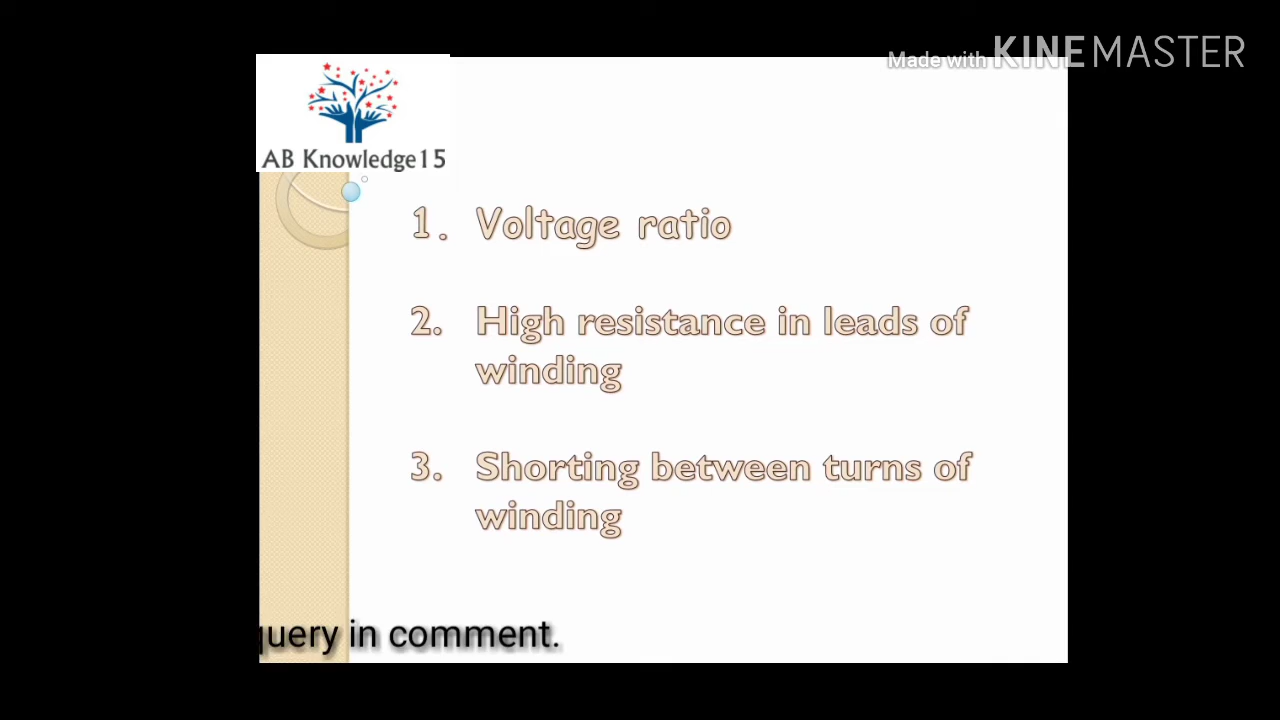 Made with KINEMASTER
AB Knowledge15
1. Voltage ratio
2. High resistance in leads of
winding
3. Shorting between turns of
winding
query in comment.